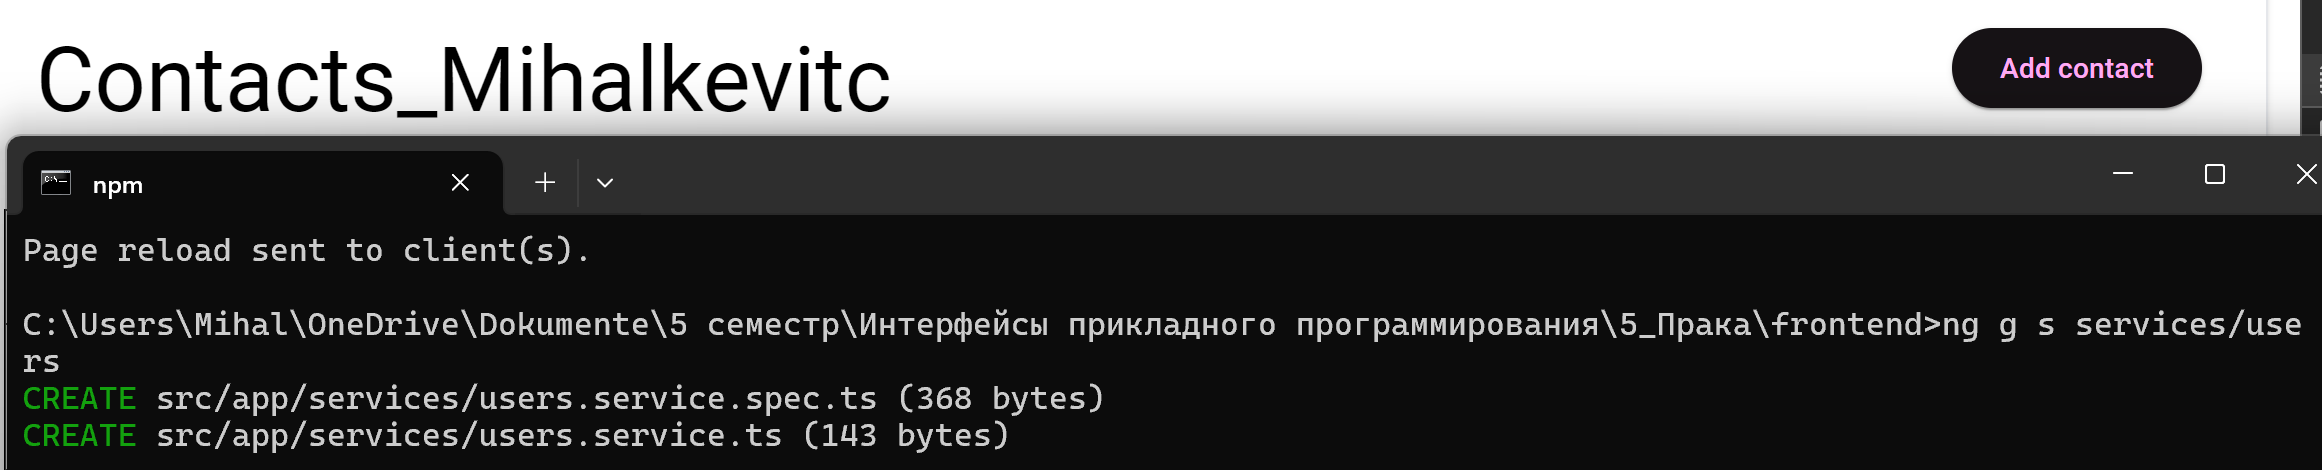 Contacts_Mihalkevitc
Add contact
npm
Page reload sent to client(s).
C:\Users\Mihal\OneDrive\Dokumente\5 семестр\Интерфейсы прикладного программирования\5_Прака\frontend>ng g s services/use
rs
CREATE src/app/services/users.service.spec.ts (368 bytes)
CREATE src/app/services/users.service.ts (143 bytes)